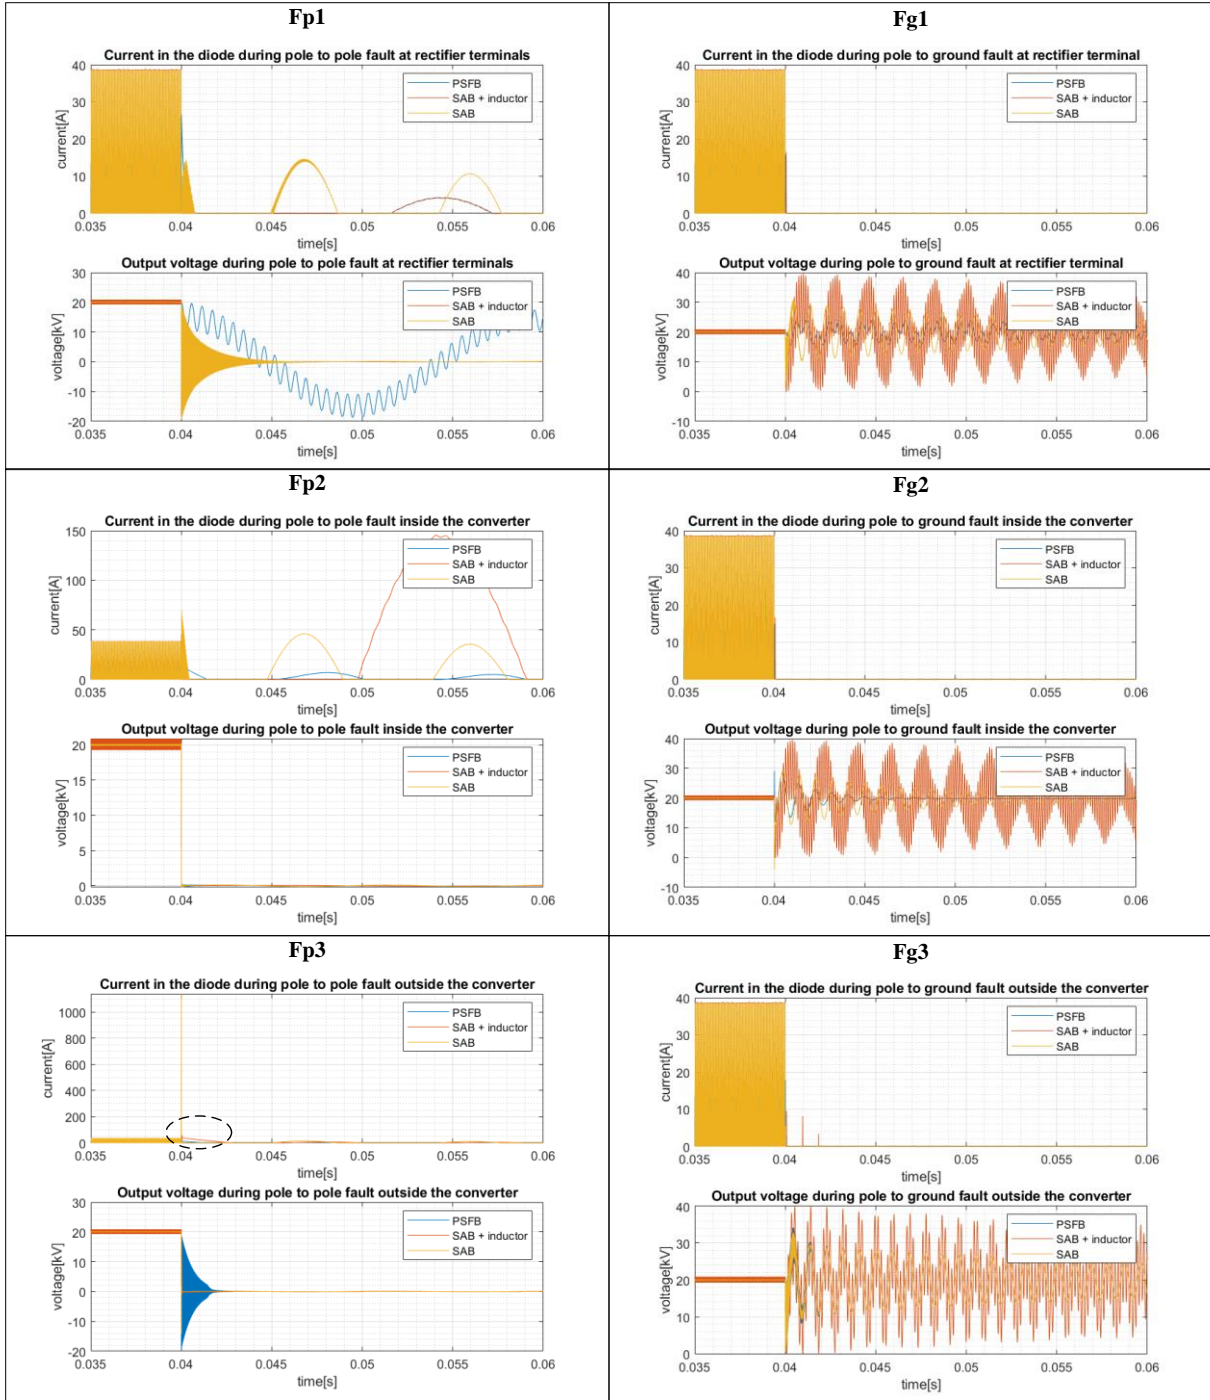 Fp1
Current in the diode during pole to pole fault at rectifier terminals
40
30
20
10
0
current[A]
PSFB
SAB + inductor
SAB
0.035 0.04 0.045 0.05 0.055 0.06
time[s]
Output voltage during pole to pole fault at rectifier terminals
30
20
10
0
-10
-20
voltage[kV]
PSFB
SAB + inductor
SAB
0.035 0.04 0.045 0.05 0.055 0.06
time[s]
Fg1
Current in the diode during pole to ground fault at rectifier terminal
40
30
20
10
0
current[A]
PSFB
SAB + inductor
SAB
0.035 0.04 0.045 0.05 0.055 0.06
time[s]
Output voltage during pole to ground fault at rectifier terminal
40
30
20
10
0
-10
voltage[kV]
PSFB
SAB + inductor
SAB
0.035 0.04 0.045 0.05 0.055 0.06
time[s]
Fp2
Current in the diode during pole to pole fault inside the converter
150
100
50
0
current[A]
PSFB
SAB + inductor
SAB
0.035 0.04 0.045 0.05 0.055 0.06
time[s]
Output voltage during pole to pole fault inside the converter
20
15
10
5
0
voltage[kV]
PSFB
SAB + inductor
SAB
0.035 0.04 0.045 0.05 0.055 0.06
time[s]
Fg2
Current in the diode during pole to ground fault inside the converter
40
30
20
10
0
current[A]
PSFB
SAB + inductor
SAB
0.035 0.04 0.045 0.05 0.055 0.06
time[s]
Output voltage during pole to ground fault inside the converter
40
30
20
10
0
-10
voltage[kV]
PSFB
SAB + inductor
SAB
0.035 0.04 0.045 0.05 0.055 0.06
time[s]
Fp3
Current in the diode during pole to pole fault outside the converter
1000
800
600
400
200
0
current[A]
PSFB
SAB + inductor
SAB
0.035 0.04 0.045 0.05 0.055 0.06
time[s]
Output voltage during pole to pole fault outside the converter
30
20
10
0
-10
-20
voltage[kV]
PSFB
SAB + inductor
SAB
0.035 0.04 0.045 0.05 0.055 0.06
time[s]
Fg3
Current in the diode during pole to ground fault outside the converter
40
30
20
10
0
current[A]
PSFB
SAB + inductor
SAB
0.035 0.04 0.045 0.05 0.055 0.06
time[s]
Output voltage during pole to ground fault outside the converter
40
30
20
10
0
voltage[kV]
PSFB
SAB + inductor
SAB
0.035 0.04 0.045 0.05 0.055 0.06
time[s]